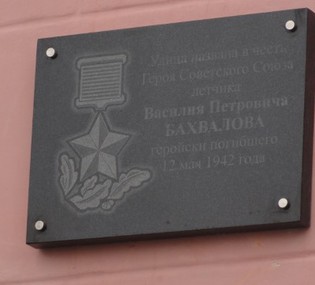 Улица названа в честь
Героя Советского Союза
летчика
Василия Петровича
БАХВАЛОВА
геройски погибшего
12 мая 1942 года